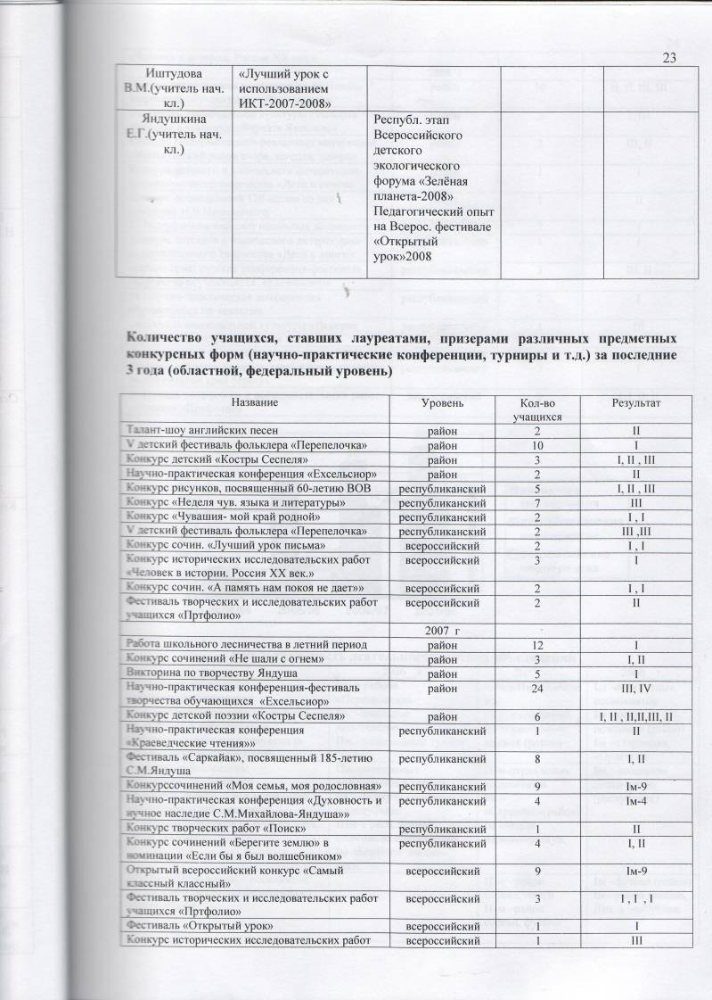 23
Иштудова
В.М.(учитель нач.
кл.)
«Лучший урок с
использованием
ИКТ-2007-2008»
Яндушкина
Е.Г.(учитель нач.
кл.)
Республ. этап
Всероссийского
детского
экологического
форума «Зелёная
планета-2008»
Педагогический опыт
на Всерос. фестивале
«Открытый
урок»2008
Количество учащихся, ставших лауреатами, призерами различных предметных
конкурсных форм (научно-практические конференции, турниры и т.д.) за последние
3 года (областной, федеральный уровень)
Название Уровень Кол-во
учащихся Результат
Талант-шоу английских песен район 2 II
V детский фестиваль фольклера «Перепелочка» район 10 I
Конкурс детский «Костры Сеспеля» район 3 I, II , III
Научно-практическая конференция «Ехсельсиор» район 2 II
Конкурс рисунков, посвященный 60-летию ВОВ республиканский 5 I, II , III
Конкурс «Неделя чув. языка и литературы» республиканский 7 III
Конкурс «Чувашия- мой край родной» республиканский 2 I , I
V детский фестиваль фольклера «Перепелочка» республиканский 2 III ,III
Конкурс сочин. «Лучший урок письма» всероссийский 2 I , I
Конкурс исторических исследовательских работ всероссийский 3 I
«Человек в истории. Россия XX век.»
Конкурс сочин. «А память нам покоя не дает»» всероссийский 2 I , I
Фестиваль творческих и исследовательских работ всероссийский 2 II
учащихся «Пртфолио»
2007 г
Работа школьного лесничества в летний период район 12 I
Конкурс сочинений «Не шали с огнем» район 3 I, II
Викторина по творчеству Яндуша район 5 I
Научно-практическая конференция-фестиваль район 24 III, IV
творчества обучающихся «Ехсельсиор»
Конкурс детской поэзии «Костры Сеспеля» район 6 I, II , II,II,III, II
Научно-практическая конференция республиканский 1 II
«Краеведческие чтения»»
Фестиваль «Саркайак», посвященный 185-летию республиканский 8 I, II
С.М.Яндуша
Конкурссочинений «Моя семья, моя родословная» республиканский 9 Iм-9
Научно-практическая конференция «Духовность и республиканский 4 Iм-4
нучное наследие С.М.Михайлова-Яндуша»»
Конкурс творческих работ «Поиск» республиканский 1 II
Конкурс сочинений «Берегите землю» в республиканский 4 I, II
номинации «Если бы я был волшебником»
Открытый всероссийский конкурс «Самый всероссийский 9 Iм-9
классный классный»
Фестиваль творческих и исследовательских работ всероссийский 3 I , I , I
учащихся «Пртфолио»
Фестиваль «Открытый урок» всероссийский 1 I
Конкурс исторических исследовательских работ всероссийский 1 III